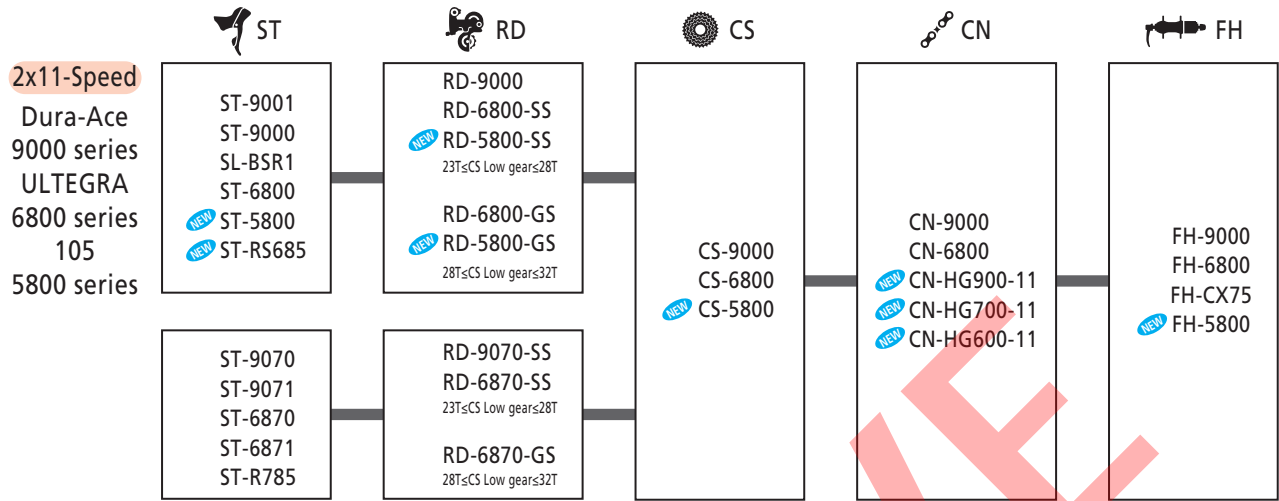 ST
RD
CS
CN
FH
2x11-Speed
Dura-Ace
9000 series
ULTEGRA
6800 series
105
5800 series
ST-9001
ST-9000
SL-BSR1
ST-6800
NEW ST-5800
NEW ST-RS685
RD-9000
RD-6800-SS
NEW RD-5800-SS
23T≤CS Low gear≤28T
RD-6800-GS
NEW RD-5800-GS
28T≤CS Low gear≤32T
ST-9070
ST-9071
ST-6870
ST-6871
ST-R785
RD-9070-SS
RD-6870-SS
23T≤CS Low gear≤28T
RD-6870-GS
28T≤CS Low gear≤32T
CS-9000
CS-6800
NEW CS-5800
CN-9000
CN-6800
NEW CN-HG900-11
NEW CN-HG700-11
NEW CN-HG600-11
FH-9000
FH-6800
FH-CX75
NEW FH-5800